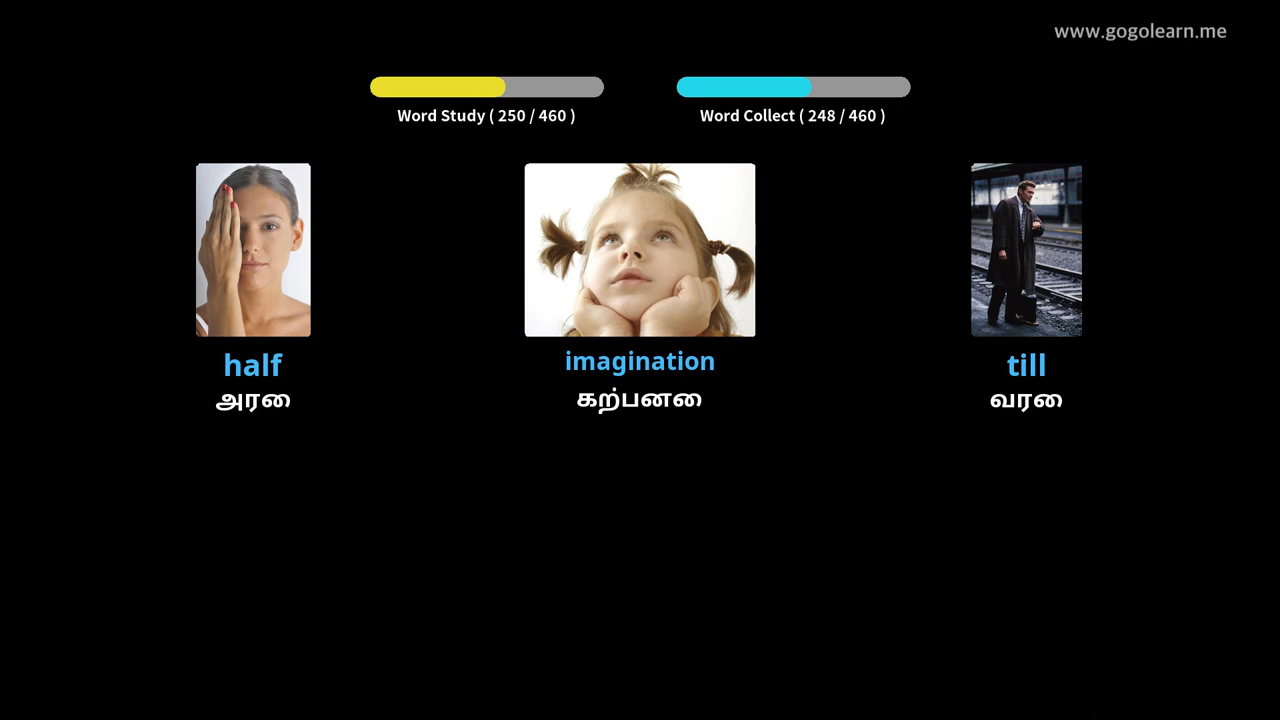 www.gogolearn.me
Word Study ( 250 / 460 )
Word Collect ( 248 / 460 )
half
imagination
till
அரை
கற்பனை
வரை